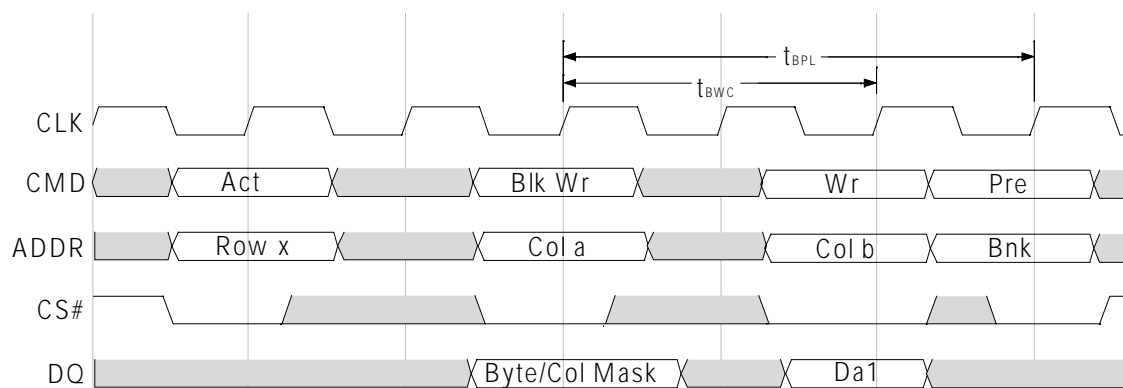 tBPL
tBWC
CLK
CMD Act Blk Wr Wr Pre
ADDR Row x Col a Col b Bnk
CS#
DQ Byte/Col Mask Da1